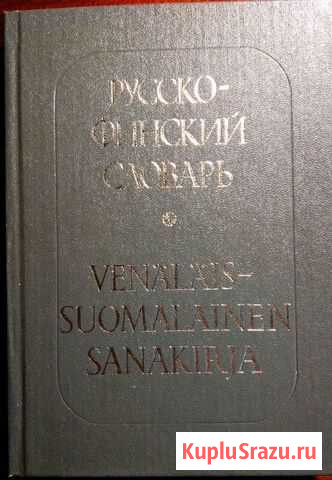 РУССКО-
ФИНСКИЙ
СЛОВАРЬ
VENÄLÄIS-
SUOMALAINEN
SANAKIRJA
KupluSrazu.ru